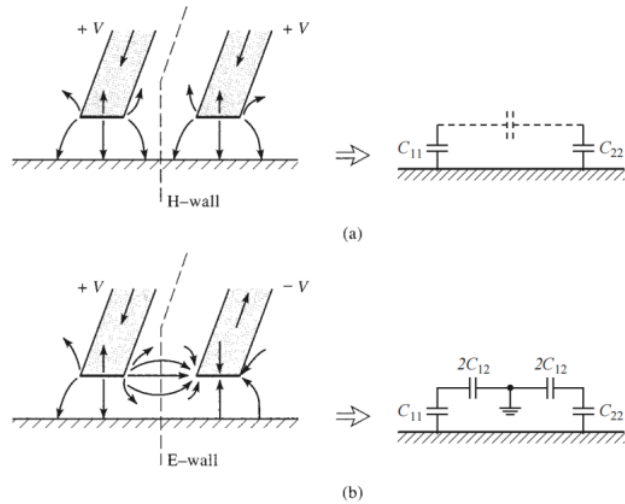 + V + V
C₁₁ C₂₂
H–wall
(a)
+ V – V
2C₁₂ 2C₁₂
C₁₁ C₂₂
E–wall
(b)